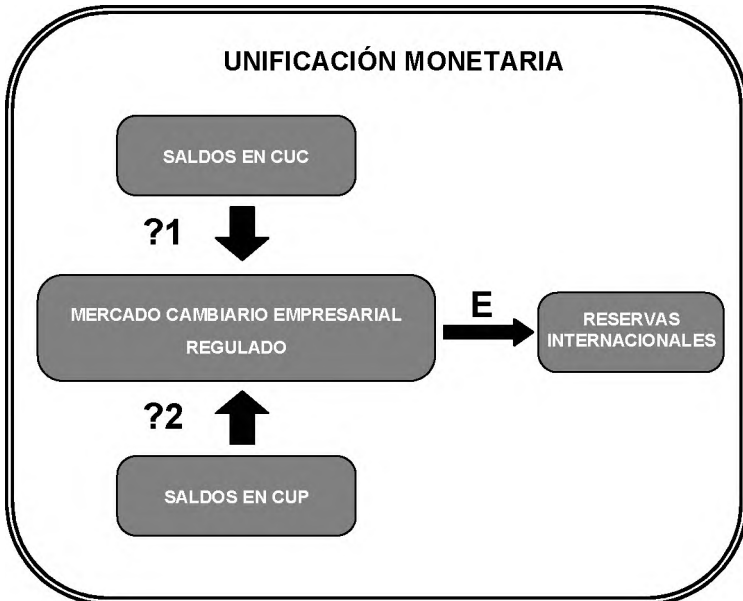 UNIFICACIÓN MONETARIA
SALDOS EN CUC
?1
MERCADO CAMBIARIO EMPRESARIAL
REGULADO
E
RESERVAS
INTERNACIONALES
?2
SALDOS EN CUP